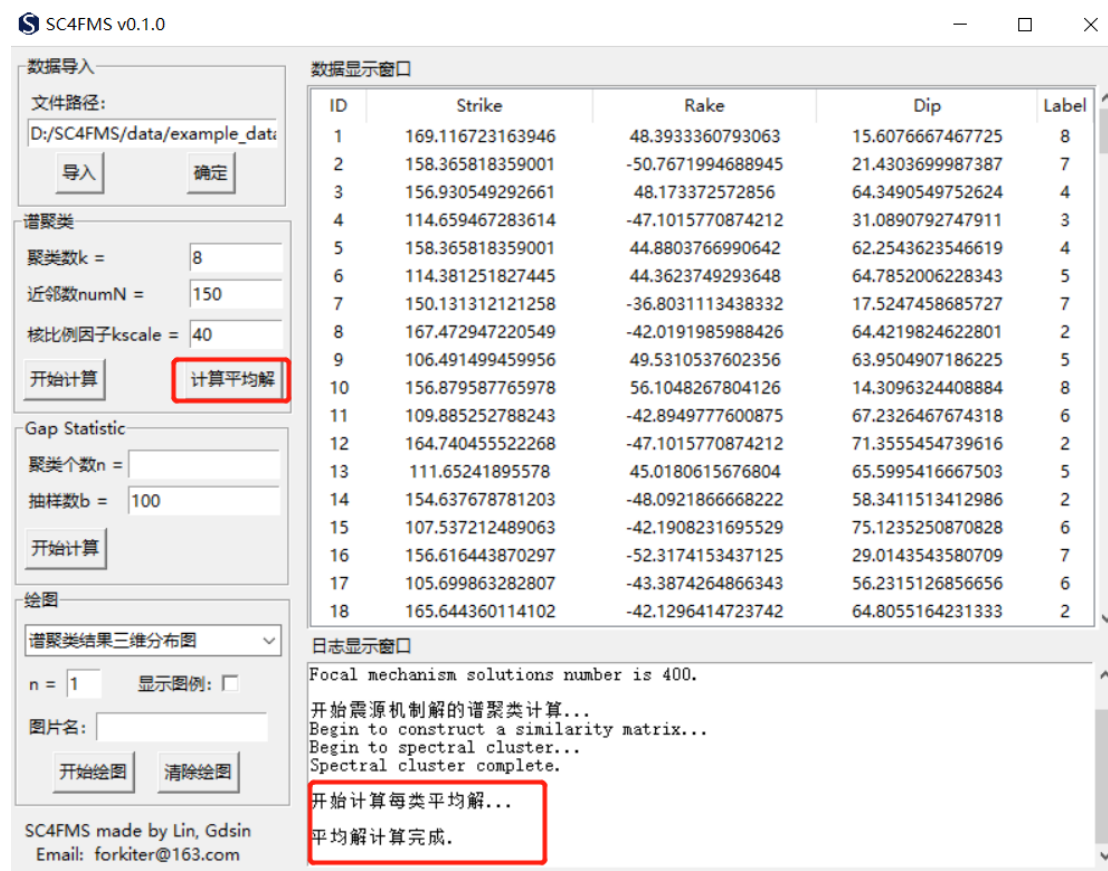 SC4FMS v0.1.0
数据导入
文件路径:
D:/SC4FMS/data/example_data
导入 确定
谱聚类
聚类数k = 8
近邻数numN = 150
核比例因子kscale = 40
开始计算 计算平均解
Gap Statistic
聚类个数n =
抽样数b = 100
开始计算
绘图
谱聚类结果三维分布图
n = 1 显示图例:
图片名:
开始绘图 清除绘图
SC4FMS made by Lin, Gdsin
Email: forkiter@163.com
数据显示窗口
ID Strike Rake Dip Label
1 169.116723163946 48.3933360793063 15.6076667467725 8
2 158.365818359001 -50.7671994688945 21.4303699987387 7
3 156.930549292661 48.173372572856 64.3490549752624 4
4 114.659467283614 -47.1015770874212 31.0890792747911 3
5 158.365818359001 44.8803766990642 62.2543623546619 4
6 114.381251827445 44.3623749293648 64.7852006228343 5
7 150.131312121258 -36.8031113438332 17.5247458685727 7
8 167.472947220549 -42.0191985988426 64.4219824622801 2
9 106.491499459956 49.5310537602356 63.9504907186225 5
10 156.879587765978 56.1048267804126 14.3096324408884 8
11 109.885252788243 -42.8949777600875 67.2326467674318 6
12 164.740455522268 -47.1015770874212 71.3555454739616 2
13 111.65241895578 45.0180615676804 65.5995416667503 5
14 154.637678781203 -48.0921866668222 58.3411513412986 2
15 107.537212489063 -42.1908231695529 75.1235250870828 6
16 156.616443870297 -52.3174153437125 29.0143543580709 7
17 105.699863282807 -43.3874264866343 56.2315126856656 6
18 165.644360114102 -42.1296414723742 64.8055164231333 2
日志显示窗口
Focal mechanism solutions number is 400.
开始震源机制解的谱聚类计算...
Begin to construct a similarity matrix...
Begin to spectral cluster...
Spectral cluster complete.
开始计算每类平均解...
平均解计算完成.